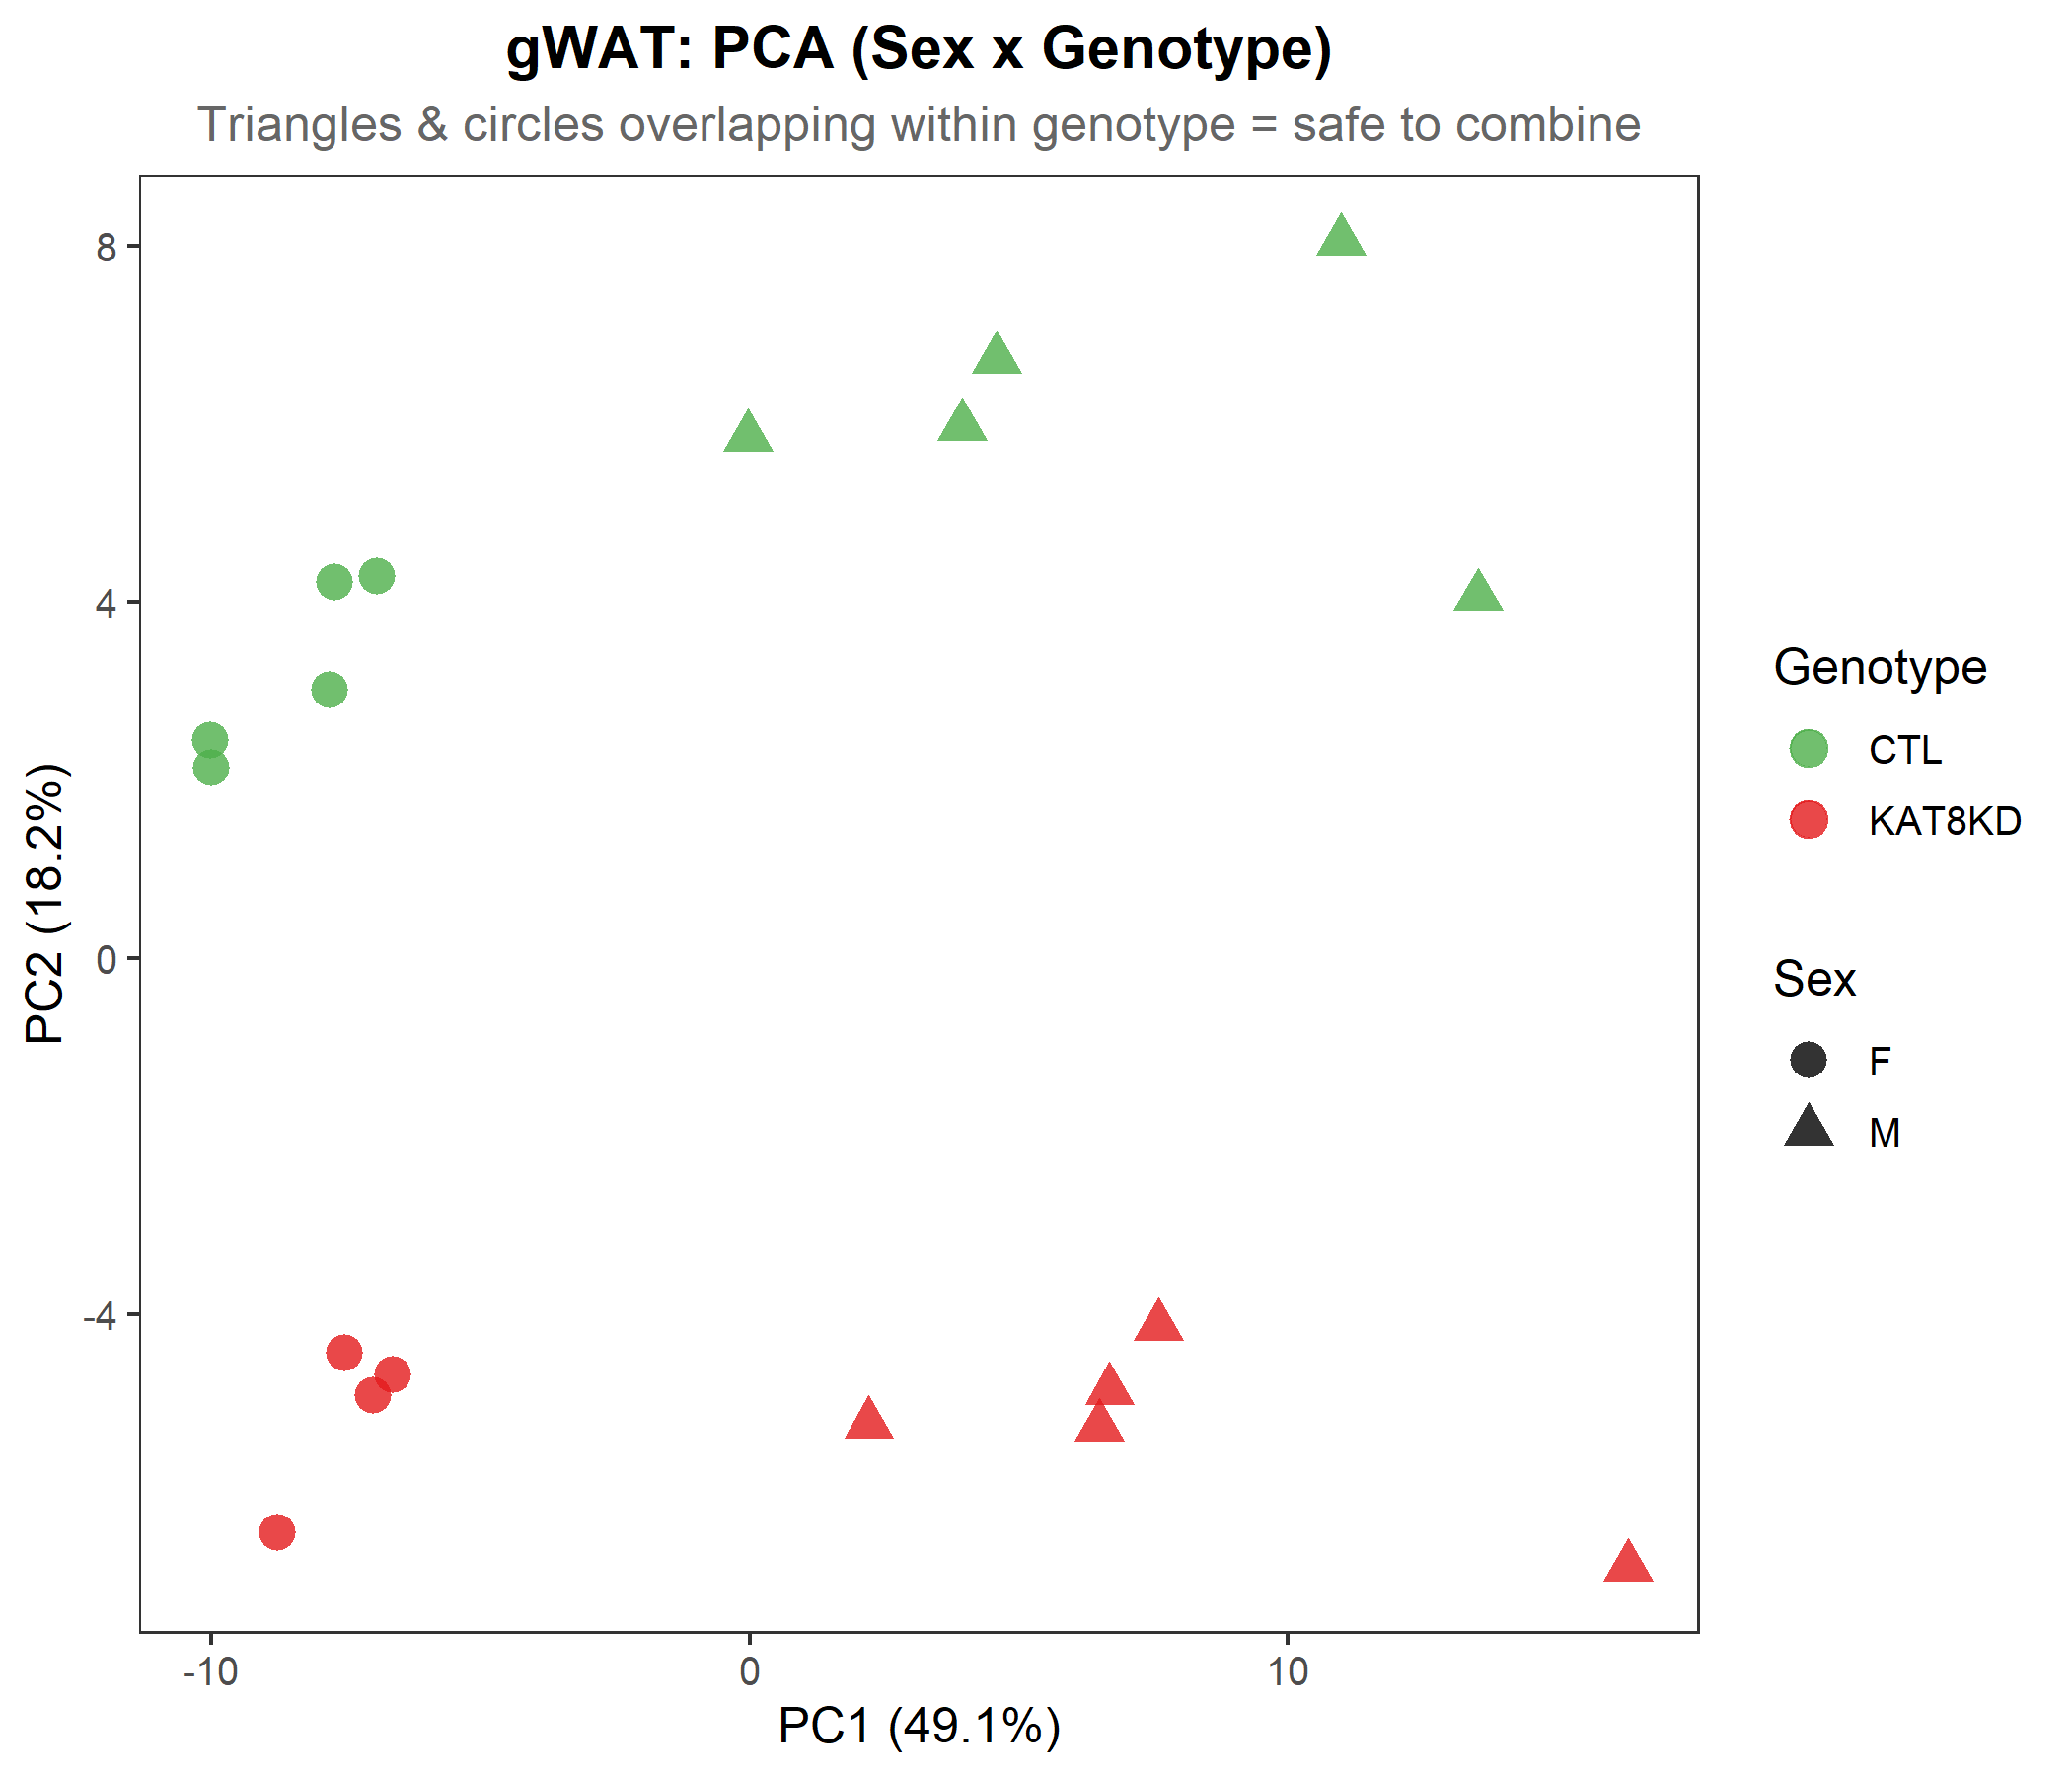 gWAT: PCA (Sex x Genotype)
Triangles & circles overlapping within genotype = safe to combine
8
4
0
-4
PC2 (18.2%)
-10
0
10
PC1 (49.1%)
Genotype
CTL
KAT8KD
Sex
F
M